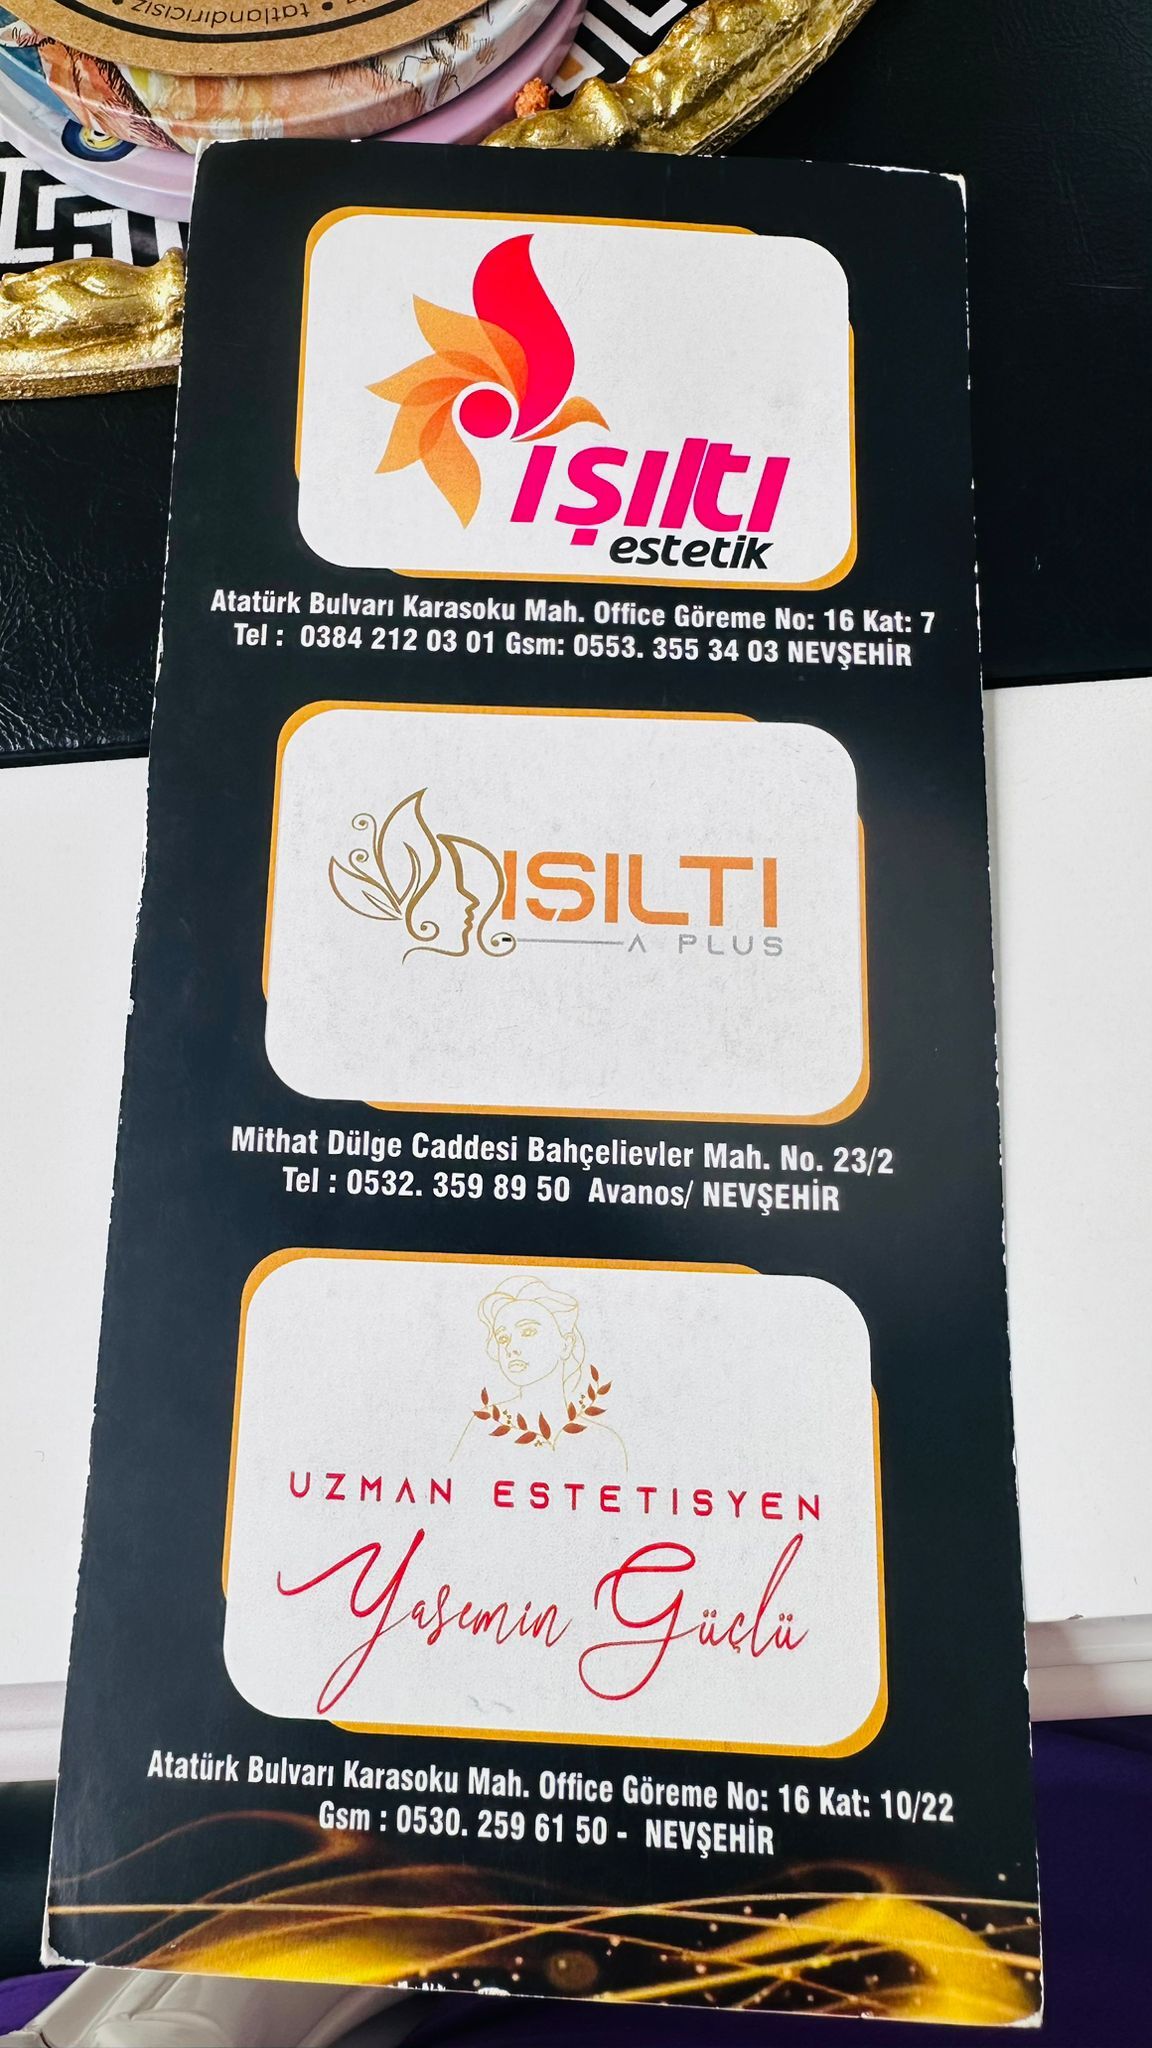 tatlandırıcısız •
ışıltı
estetik
Atatürk Bulvarı Karasoku Mah. Office Göreme No: 16 Kat: 7
Tel : 0384 212 03 01 Gsm: 0553. 355 34 03 NEVŞEHİR
ISILTI
A PLUS
Mithat Dülge Caddesi Bahçelievler Mah. No. 23/2
Tel : 0532. 359 89 50 Avanos/ NEVŞEHİR
UZMAN ESTETISYEN
Yasemin Güçlü
Atatürk Bulvarı Karasoku Mah. Office Göreme No: 16 Kat: 10/22
Gsm : 0530. 259 61 50 - NEVŞEHİR